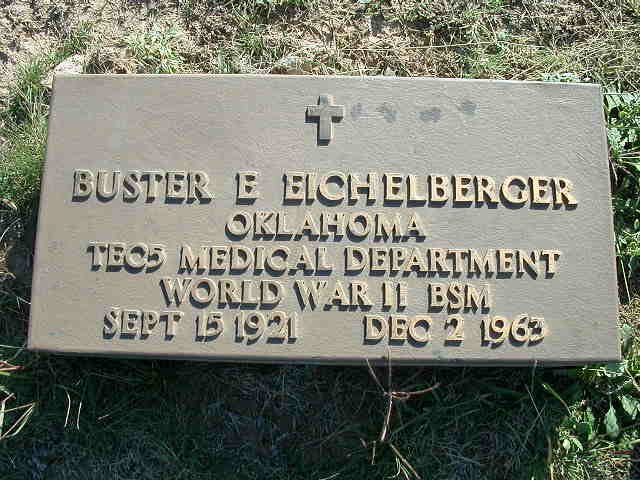 BUSTER E EICHELBERGER
OKLAHOMA
TEC5 MEDICAL DEPARTMENT
WORLD WAR II BSM
SEPT 15 1921 DEC 2 1963